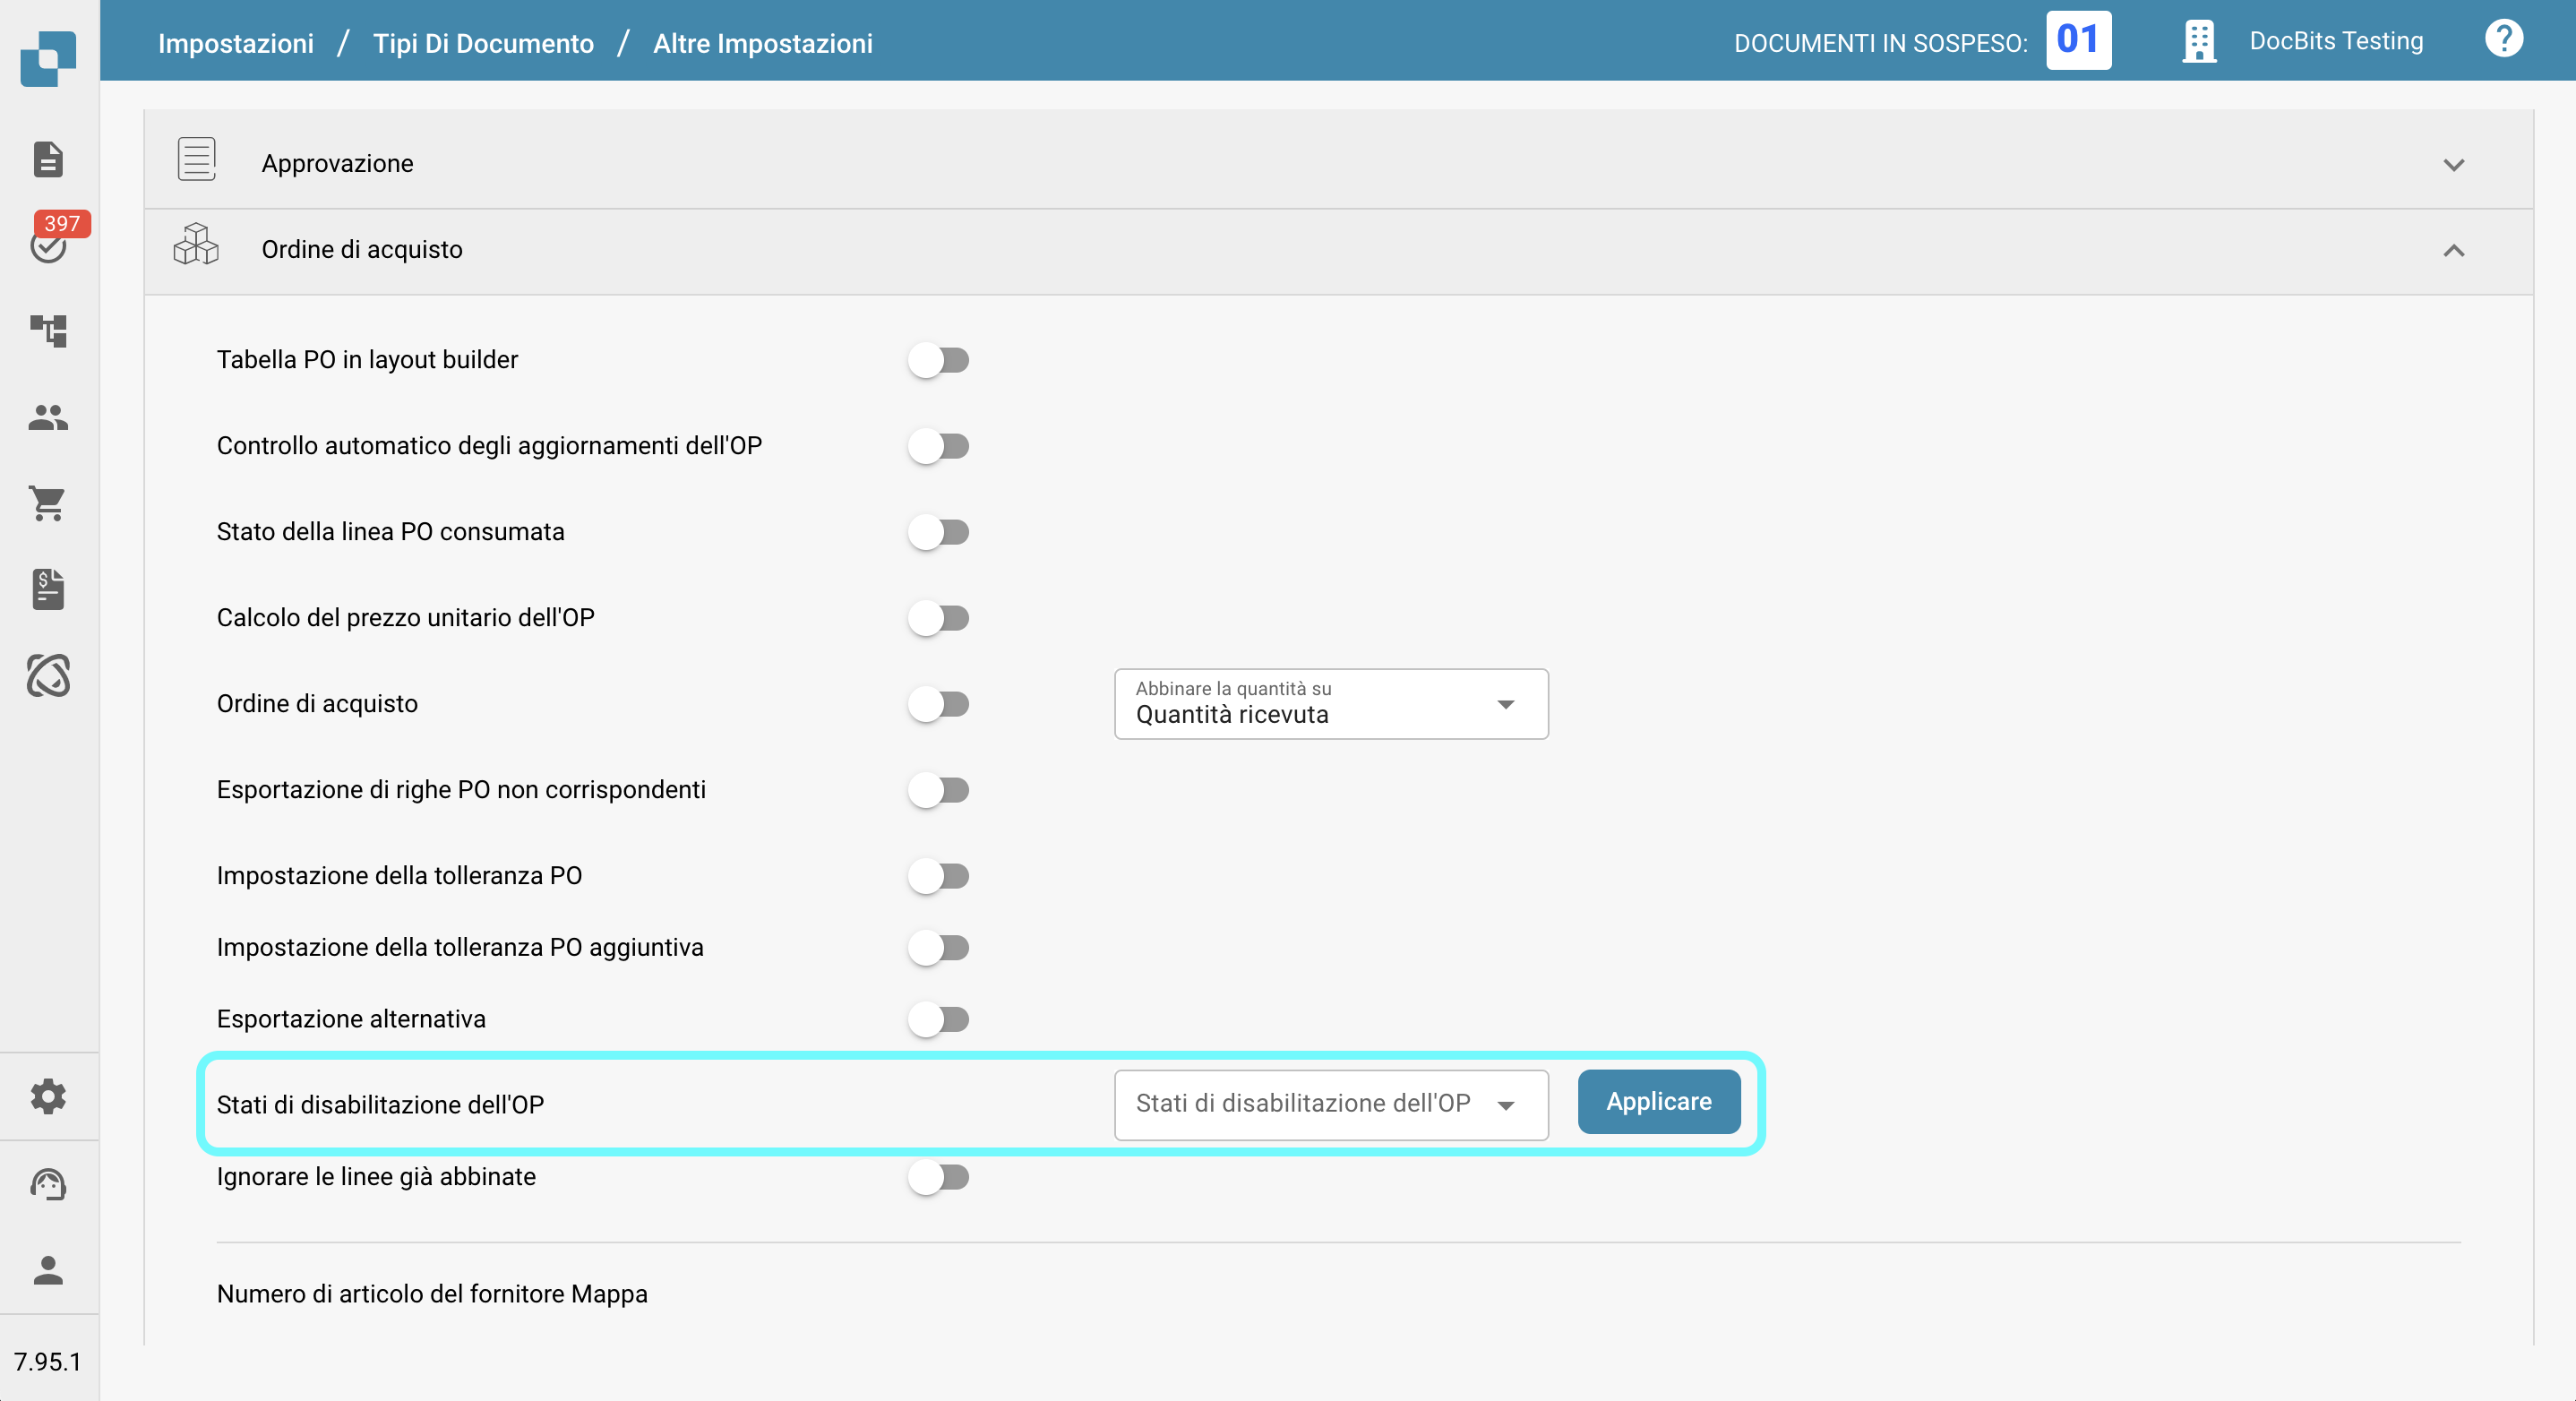 Impostazioni / Tipi Di Documento / Altre Impostazioni
DOCUMENTI IN SOSPESO: 01
DocBits Testing
?
397
Approvazione
Ordine di acquisto
Tabella PO in layout builder
Controllo automatico degli aggiornamenti dell'OP
Stato della linea PO consumata
Calcolo del prezzo unitario dell'OP
Ordine di acquisto
Abbinare la quantità su
Quantità ricevuta
Esportazione di righe PO non corrispondenti
Impostazione della tolleranza PO
Impostazione della tolleranza PO aggiuntiva
Esportazione alternativa
Stati di disabilitazione dell'OP
Stati di disabilitazione dell'OP
Applicare
Ignorare le linee già abbinate
Numero di articolo del fornitore Mappa
7.95.1